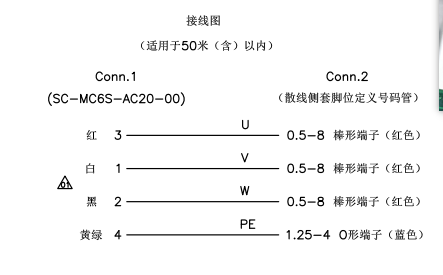 接线图
（适用于50米（含）以内）
Conn.1 Conn.2
(SC-MC6S-AC20-00) （散线侧套脚位定义号码管）
红 3 U 0.5-8 棒形端子（红色）
白 1 V 0.5-8 棒形端子（红色）
01
黑 2 W 0.5-8 棒形端子（红色）
黄绿 4 PE 1.25-4 O形端子（蓝色）